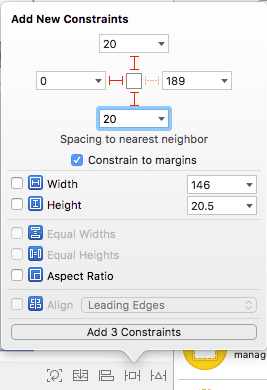 Add New Constraints
20
0
189
20
Spacing to nearest neighbor
Constrain to margins
Width
146
Height
20.5
Equal Widths
Equal Heights
Aspect Ratio
Align
Leading Edges
Add 3 Constraints
manag